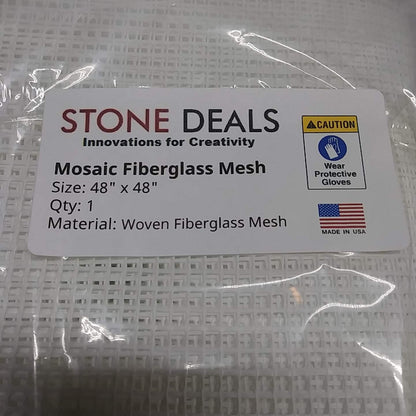 STONE DEALS
Innovations for Creativity
Mosaic Fiberglass Mesh
Size: 48" x 48"
Qty: 1
Material: Woven Fiberglass Mesh
CAUTION
Wear
Protective
Gloves
MADE IN USA